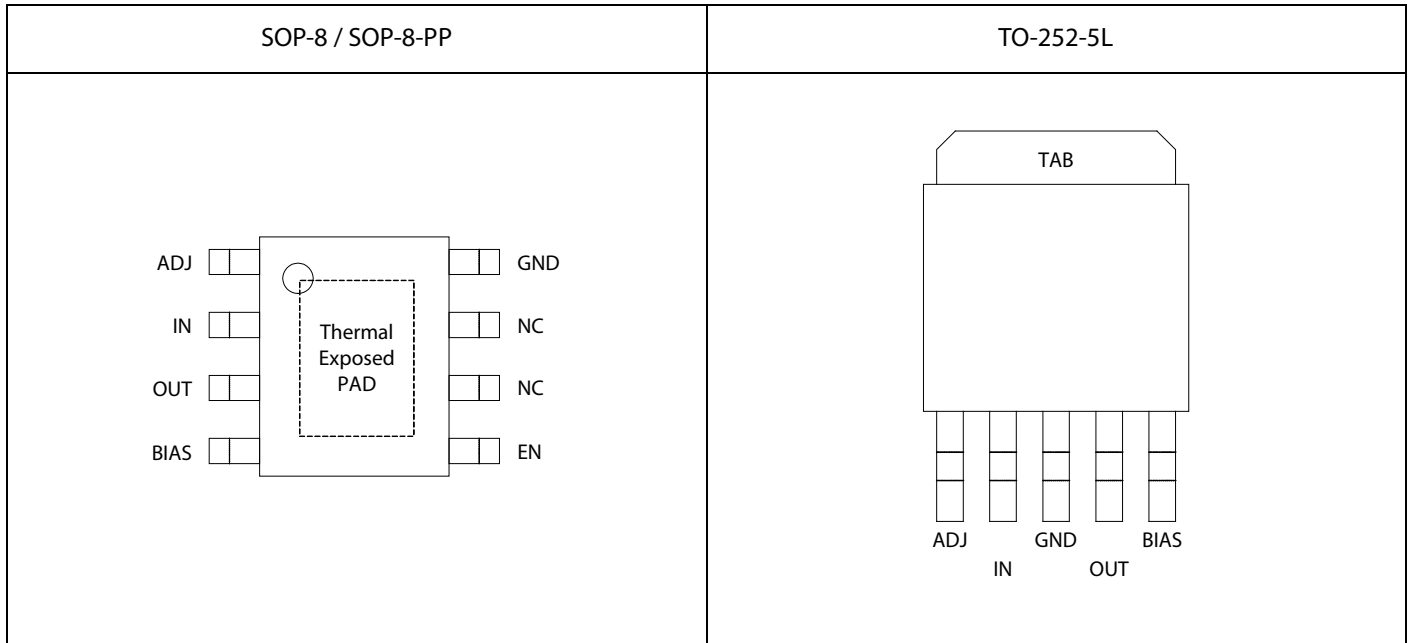 SOP-8 / SOP-8-PP
TO-252-5L
ADJ
IN
OUT
BIAS
Thermal
Exposed
PAD
GND
NC
NC
EN
TAB
ADJ
IN
GND
OUT
BIAS